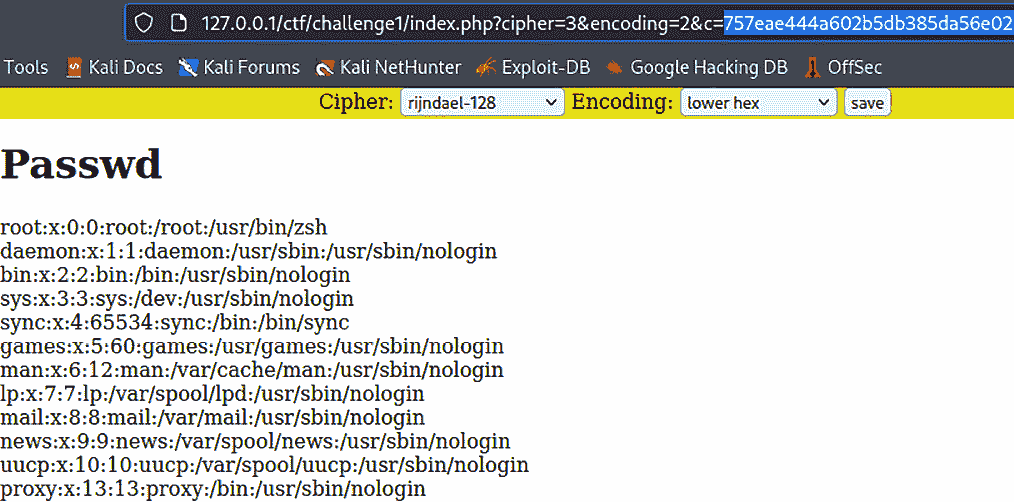 127.0.0.1/ctf/challenge1/index.php?cipher=3&encoding=2&c=757eae444a602b5db385da56e02
Tools Kali Docs Kali Forums Kali NetHunter Exploit-DB Google Hacking DB OffSec
Cipher: rijndael-128 Encoding: lower hex save
Passwd
root:x:0:0:root:/root:/usr/bin/zsh
daemon:x:1:1:daemon:/usr/sbin:/usr/sbin/nologin
bin:x:2:2:bin:/bin:/usr/sbin/nologin
sys:x:3:3:sys:/dev:/usr/sbin/nologin
sync:x:4:65534:sync:/bin:/bin/sync
games:x:5:60:games:/usr/games:/usr/sbin/nologin
man:x:6:12:man:/var/cache/man:/usr/sbin/nologin
lp:x:7:7:lp:/var/spool/lpd:/usr/sbin/nologin
mail:x:8:8:mail:/var/mail:/usr/sbin/nologin
news:x:9:9:news:/var/spool/news:/usr/sbin/nologin
uucp:x:10:10:uucp:/var/spool/uucp:/usr/sbin/nologin
proxy:x:13:13:proxy:/bin:/usr/sbin/nologin